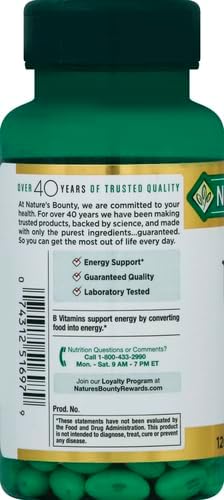 OVER 40 YEARS OF TRUSTED QUALITY
At Nature's Bounty, we are committed to your
health. For over 40 years we have been making
trusted products, backed by science, and made
with only the purest ingredients...guaranteed.
So you can get the most out of life every day.
Energy Support*
Guaranteed Quality
Laboratory Tested
B Vitamins support energy by converting
food into energy.*
Nutrition Questions or Comments?
Call 1-800-433-2990
Mon. - Sat. 9 AM - 7 PM ET
Join our Loyalty Program at
NaturesBountyRewards.com
Prod. No.
*These statements have not been evaluated by
the Food and Drug Administration. This product
is not intended to diagnose, treat, cure or prevent
any disease.
0 74312 51691 9
N
12